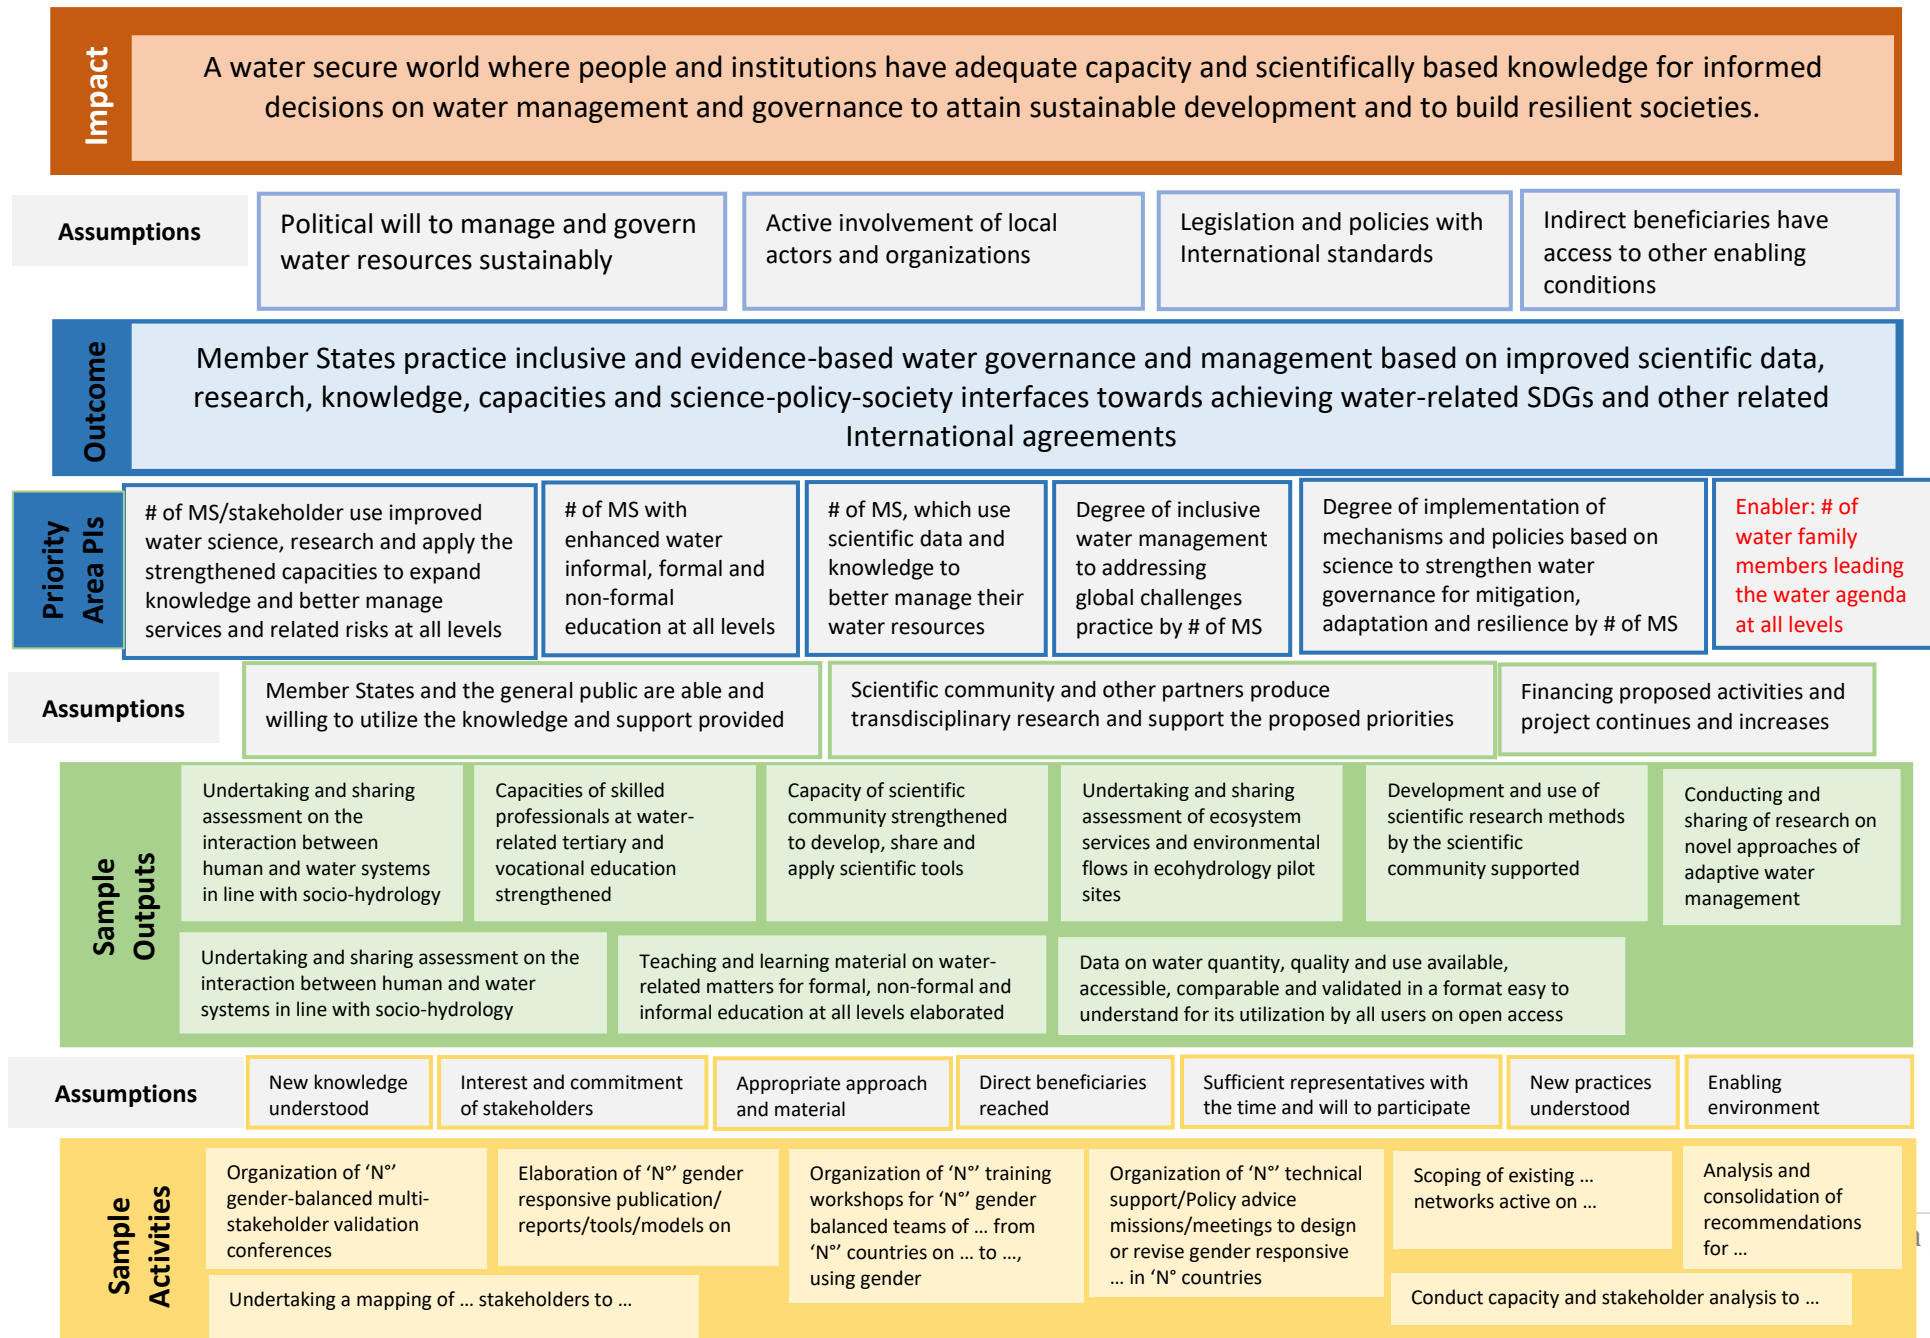 Impact
A water secure world where people and institutions have adequate capacity and scientifically based knowledge for informed
decisions on water management and governance to attain sustainable development and to build resilient societies.
Assumptions
Political will to manage and govern
water resources sustainably
Active involvement of local
actors and organizations
Legislation and policies with
International standards
Indirect beneficiaries have
access to other enabling
conditions
Outcome
Member States practice inclusive and evidence-based water governance and management based on improved scientific data,
research, knowledge, capacities and science-policy-society interfaces towards achieving water-related SDGs and other related
International agreements
Priority
Area PIs
# of MS/stakeholder use improved
water science, research and apply the
strengthened capacities to expand
knowledge and better manage
services and related risks at all levels
# of MS with
enhanced water
informal, formal and
non-formal
education at all levels
# of MS, which use
scientific data and
knowledge to
better manage their
water resources
Degree of inclusive
water management
to addressing
global challenges
practice by # of MS
Degree of implementation of
mechanisms and policies based on
science to strengthen water
governance for mitigation,
adaptation and resilience by # of MS
Enabler: # of
water family
members leading
the water agenda
at all levels
Assumptions
Member States and the general public are able and
willing to utilize the knowledge and support provided
Scientific community and other partners produce
transdisciplinary research and support the proposed priorities
Financing proposed activities and
project continues and increases
Sample
Outputs
Undertaking and sharing
assessment on the
interaction between
human and water systems
in line with socio-hydrology
Capacities of skilled
professionals at water-
related tertiary and
vocational education
strengthened
Capacity of scientific
community strengthened
to develop, share and
apply scientific tools
Undertaking and sharing
assessment of ecosystem
services and environmental
flows in ecohydrology pilot
sites
Development and use of
scientific research methods
by the scientific
community supported
Conducting and
sharing of research on
novel approaches of
adaptive water
management
Undertaking and sharing assessment on the
interaction between human and water
systems in line with socio-hydrology
Teaching and learning material on water-
related matters for formal, non-formal and
informal education at all levels elaborated
Data on water quantity, quality and use available,
accessible, comparable and validated in a format easy to
understand for its utilization by all users on open access
Assumptions
New knowledge
understood
Interest and commitment
of stakeholders
Appropriate approach
and material
Direct beneficiaries
reached
Sufficient representatives with
the time and will to participate
New practices
understood
Enabling
environment
Sample
Activities
Organization of ‘N°’
gender-balanced multi-
stakeholder validation
conferences
Elaboration of ‘N°’ gender
responsive publication/
reports/tools/models on
Organization of ‘N°’ training
workshops for ‘N°’ gender
balanced teams of ... from
‘N°’ countries on ... to ...,
using gender
Organization of ‘N°’ technical
support/Policy advice
missions/meetings to design
or revise gender responsive
... in ‘N° countries
Scoping of existing ...
networks active on ...
Analysis and
consolidation of
recommendations
for ...
Undertaking a mapping of ... stakeholders to ...
Conduct capacity and stakeholder analysis to ...